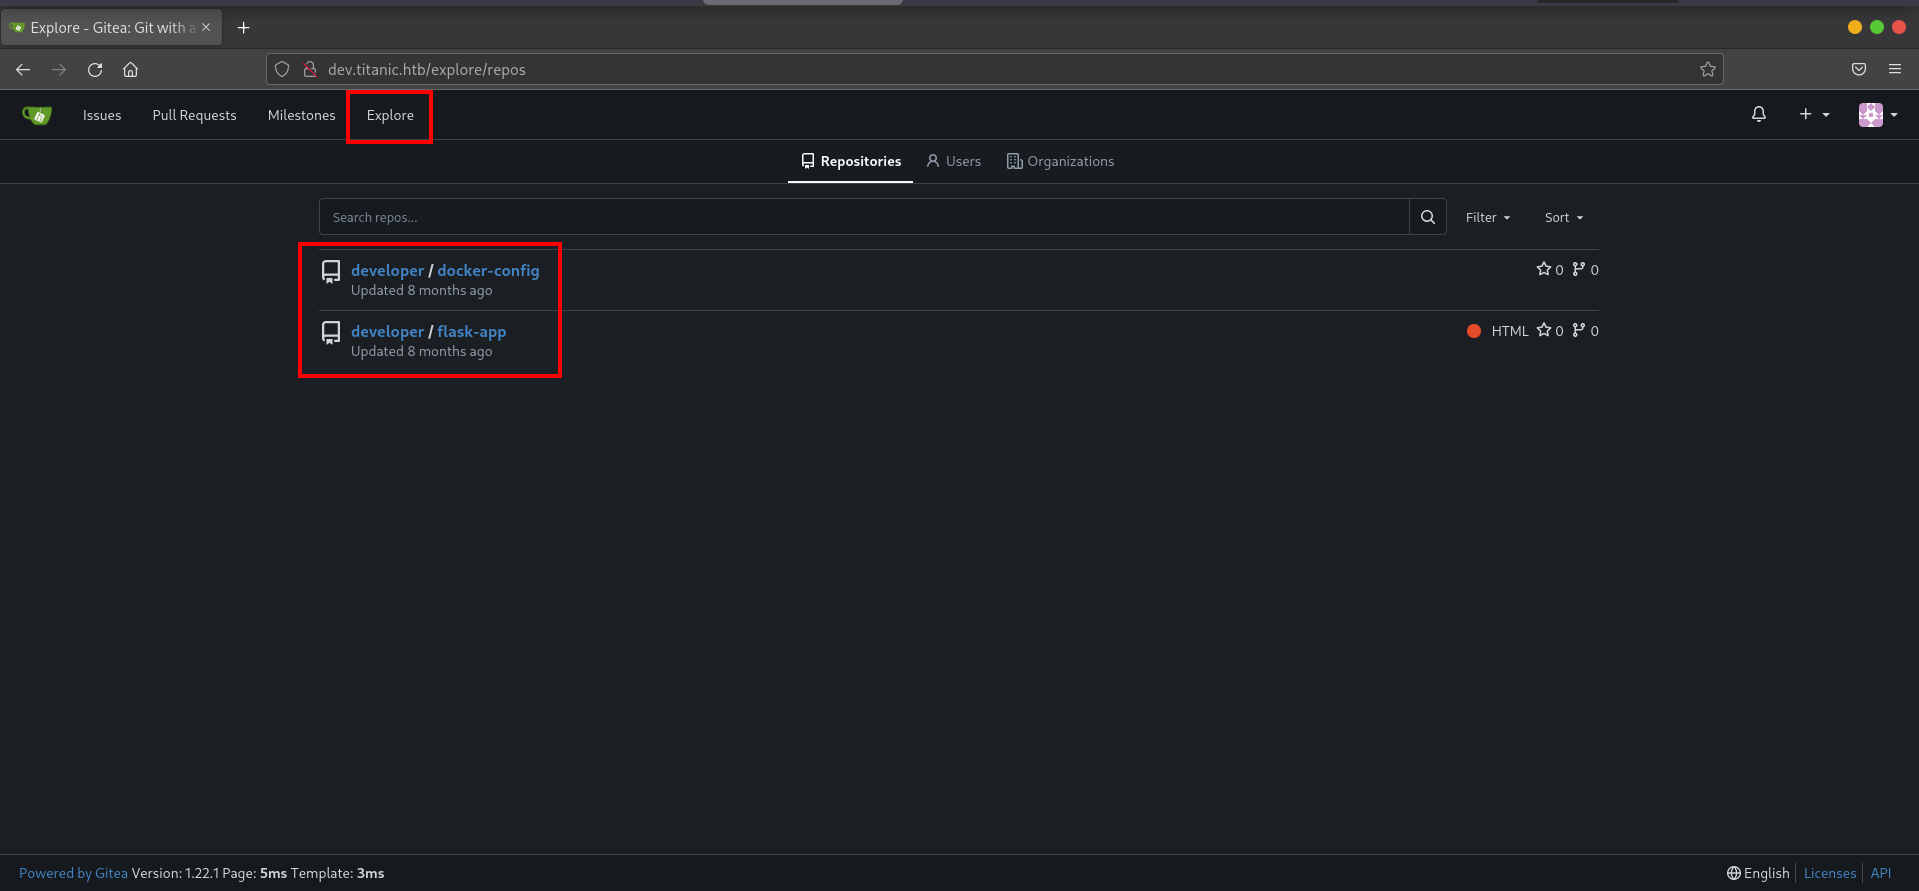 Explore - Gitea: Git with a
dev.titanic.htb/explore/repos
Issues Pull Requests Milestones Explore
Repositories Users Organizations
Search repos... Filter Sort
developer / docker-config 0 0
Updated 8 months ago
developer / flask-app HTML 0 0
Updated 8 months ago
Powered by Gitea Version: 1.22.1 Page: 5ms Template: 3ms English Licenses API